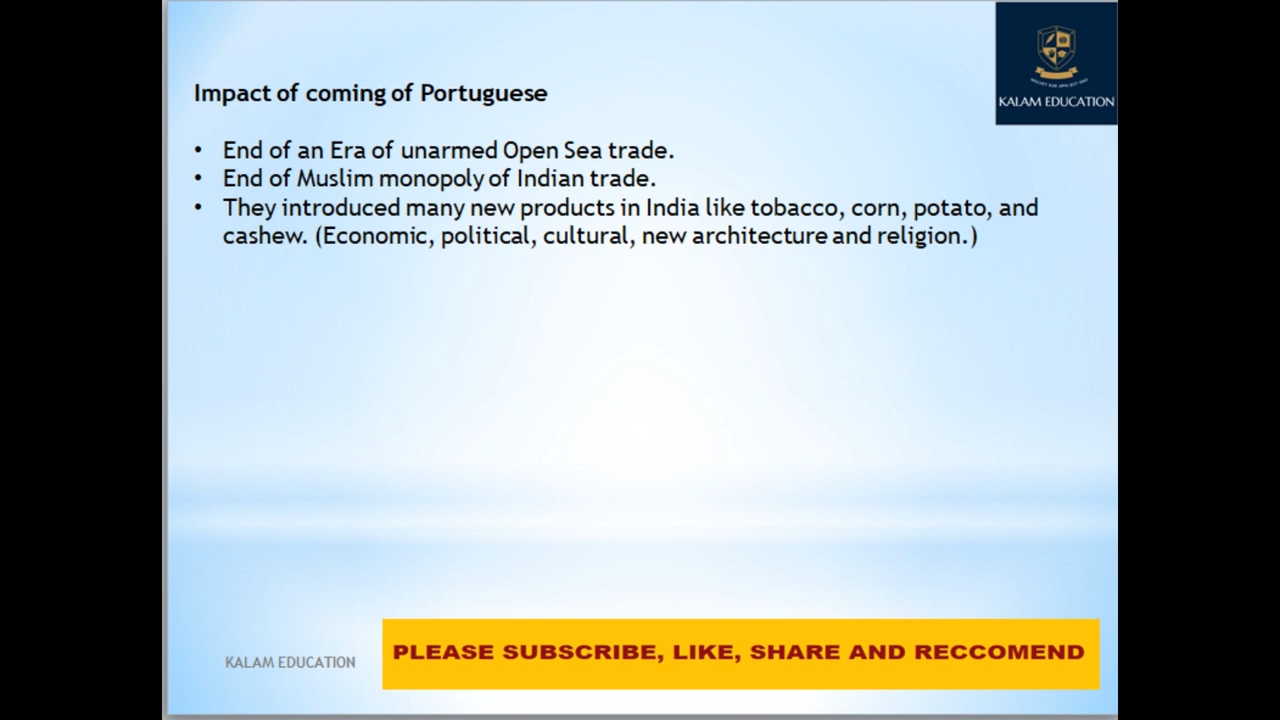 KALAM EDUCATION
Impact of coming of Portuguese
• End of an Era of unarmed Open Sea trade.
• End of Muslim monopoly of Indian trade.
• They introduced many new products in India like tobacco, corn, potato, and
cashew. (Economic, political, cultural, new architecture and religion.)
KALAM EDUCATION
PLEASE SUBSCRIBE, LIKE, SHARE AND RECCOMEND